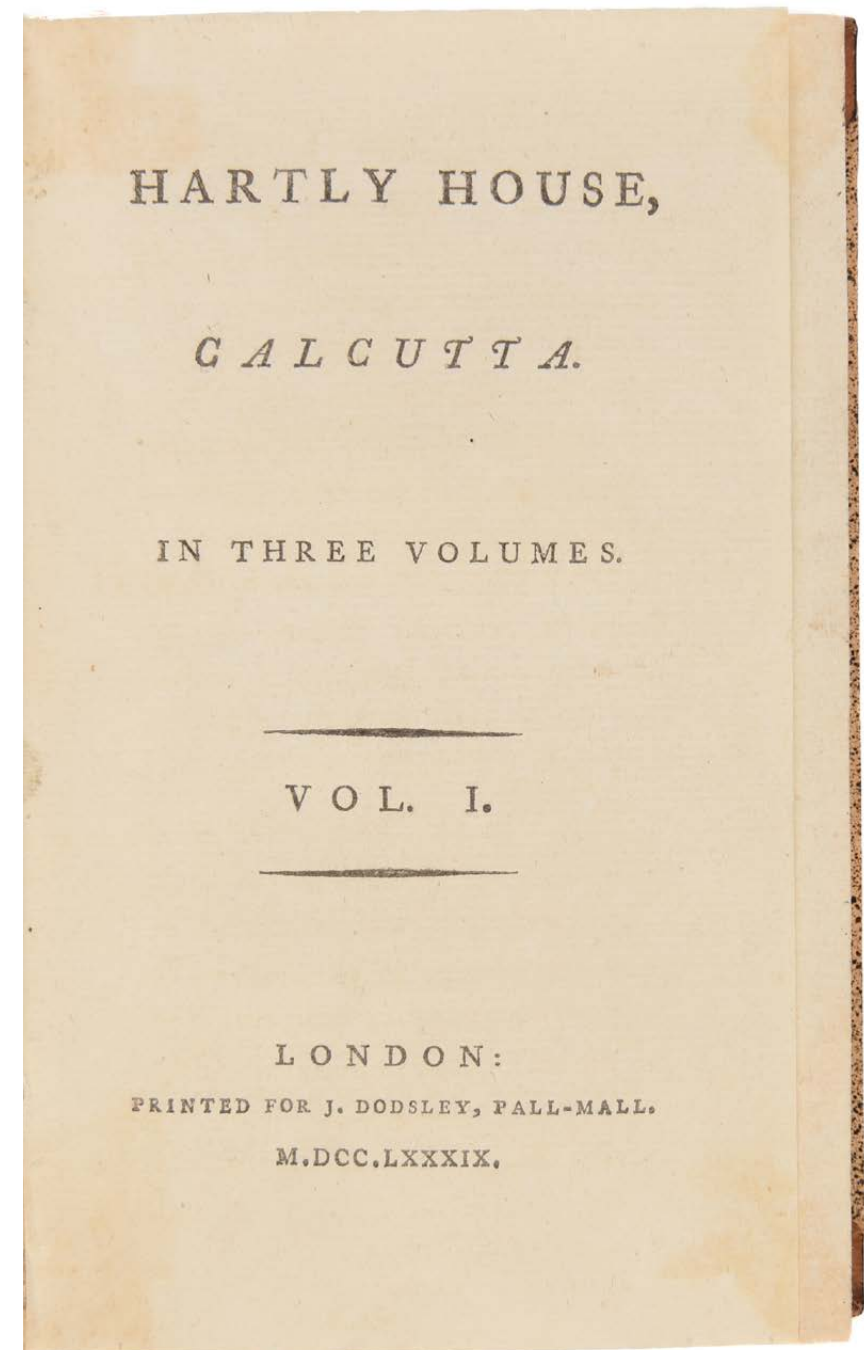 HARTLY HOUSE,
CALCUTTA.
IN THREE VOLUMES.
VOL. I.
LONDON:
PRINTED FOR J. DODSLEY, PALL-MALL.
M.DCC.LXXXIX.